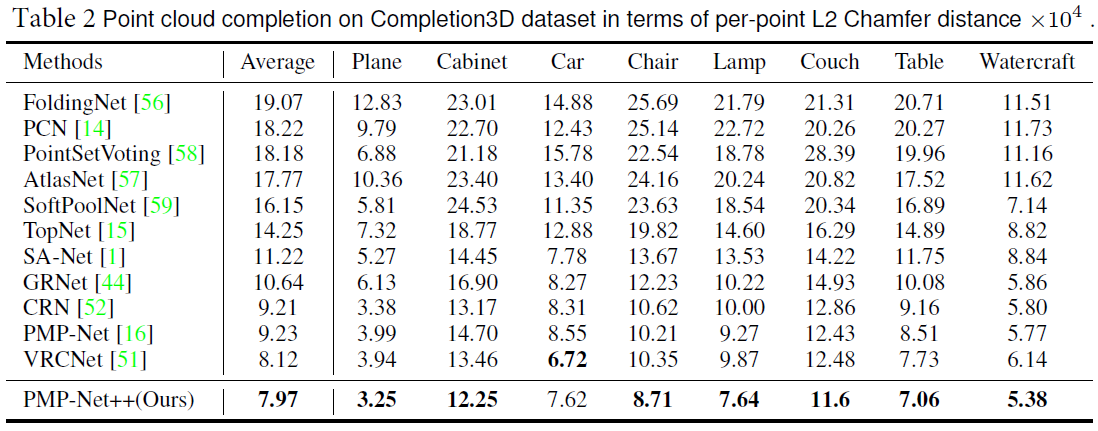 Table 2 Point cloud completion on Completion3D dataset in terms of per-point L2 Chamfer distance ×10⁴ .
Methods Average Plane Cabinet Car Chair Lamp Couch Table Watercraft
FoldingNet [56] 19.07 12.83 23.01 14.88 25.69 21.79 21.31 20.71 11.51
PCN [14] 18.22 9.79 22.70 12.43 25.14 22.72 20.26 20.27 11.73
PointSetVoting [58] 18.18 6.88 21.18 15.78 22.54 18.78 28.39 19.96 11.16
AtlasNet [57] 17.77 10.36 23.40 13.40 24.16 20.24 20.82 17.52 11.62
SoftPoolNet [59] 16.15 5.81 24.53 11.35 23.63 18.54 20.34 16.89 7.14
TopNet [15] 14.25 7.32 18.77 12.88 19.82 14.60 16.29 14.89 8.82
SA-Net [1] 11.22 5.27 14.45 7.78 13.67 13.53 14.22 11.75 8.84
GRNet [44] 10.64 6.13 16.90 8.27 12.23 10.22 14.93 10.08 5.86
CRN [52] 9.21 3.38 13.17 8.31 10.62 10.00 12.86 9.16 5.80
PMP-Net [16] 9.23 3.99 14.70 8.55 10.21 9.27 12.43 8.51 5.77
VRCNet [51] 8.12 3.94 13.46 6.72 10.35 9.87 12.48 7.73 6.14
PMP-Net++(Ours) 7.97 3.25 12.25 7.62 8.71 7.64 11.6 7.06 5.38